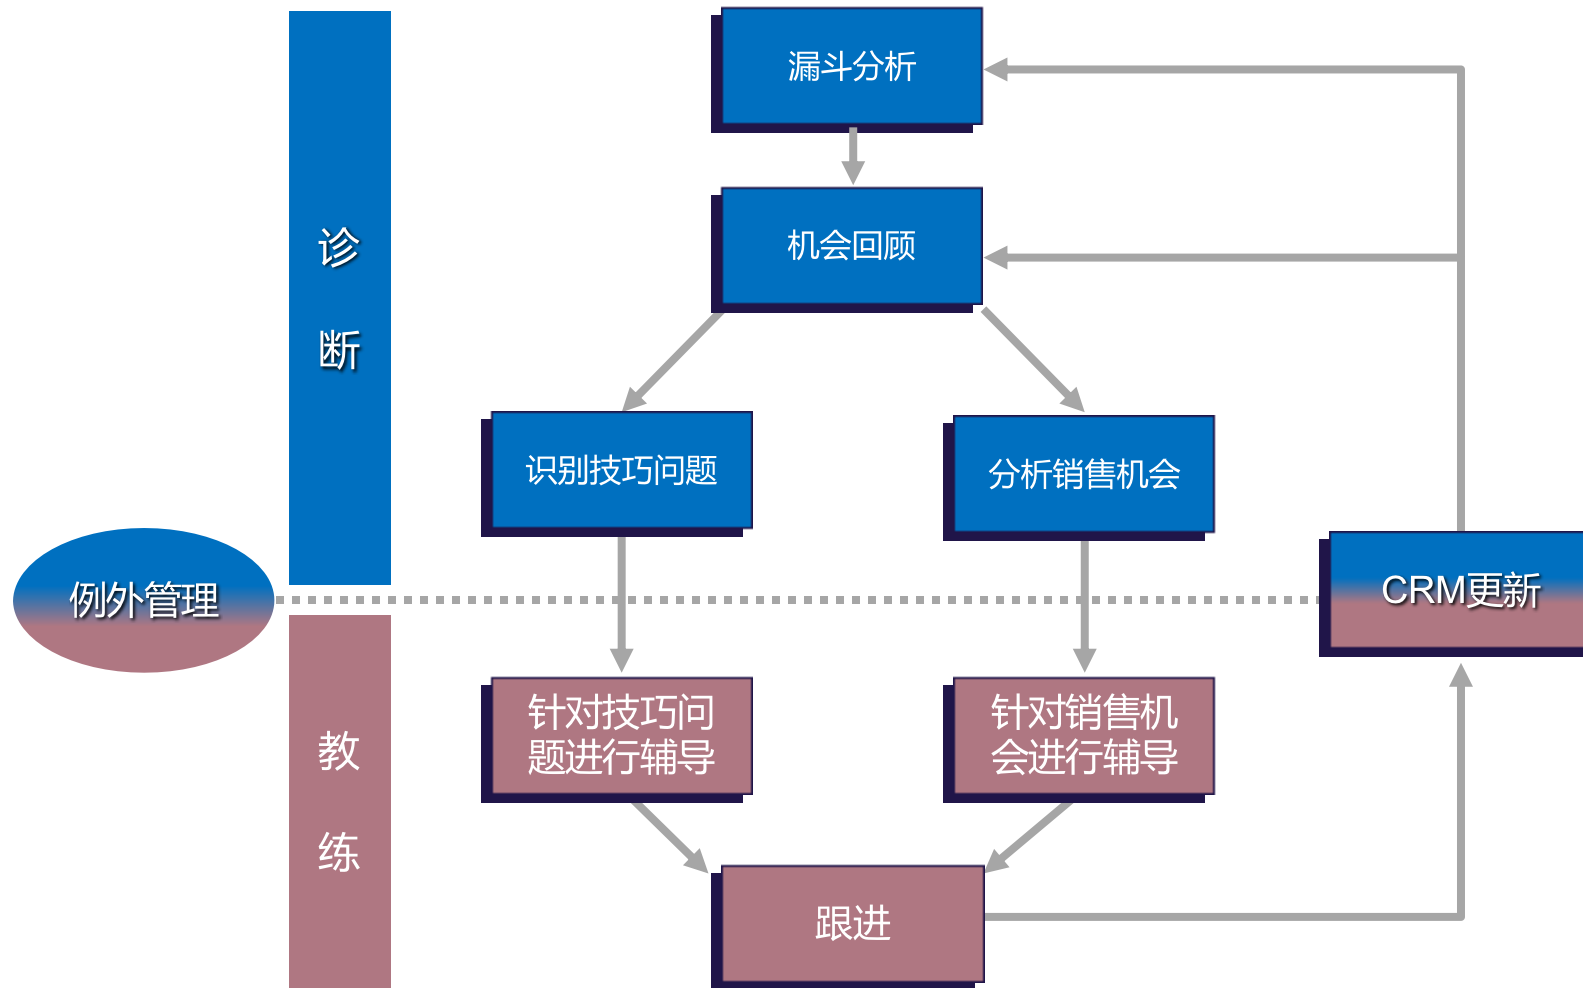 漏斗分析
机会回顾
诊
断
识别技巧问题
分析销售机会
例外管理
CRM更新
针对技巧问
题进行辅导
针对销售机
会进行辅导
教
练
跟进